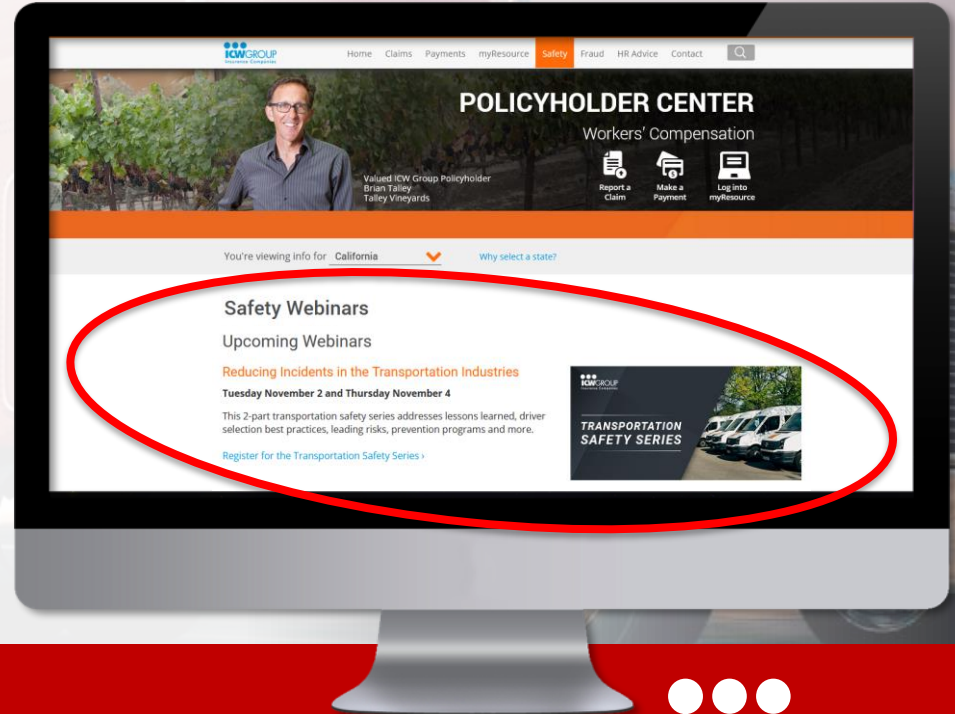 ICWGROUP
Insurance Companies
Home Claims Payments myResource Safety Fraud HR Advice Contact
POLICYHOLDER CENTER
Workers' Compensation
Valued ICW Group Policyholder
Brian Talley
Talley Vineyards
Report a
Claim
Make a
Payment
Log into
myResource
You're viewing info for California
Why select a state?
Safety Webinars
Upcoming Webinars
Reducing Incidents in the Transportation Industries
Tuesday November 2 and Thursday November 4
This 2-part transportation safety series addresses lessons learned, driver
selection best practices, leading risks, prevention programs and more.
Register for the Transportation Safety Series ›
ICWGROUP
Insurance Companies
TRANSPORTATION
SAFETY SERIES